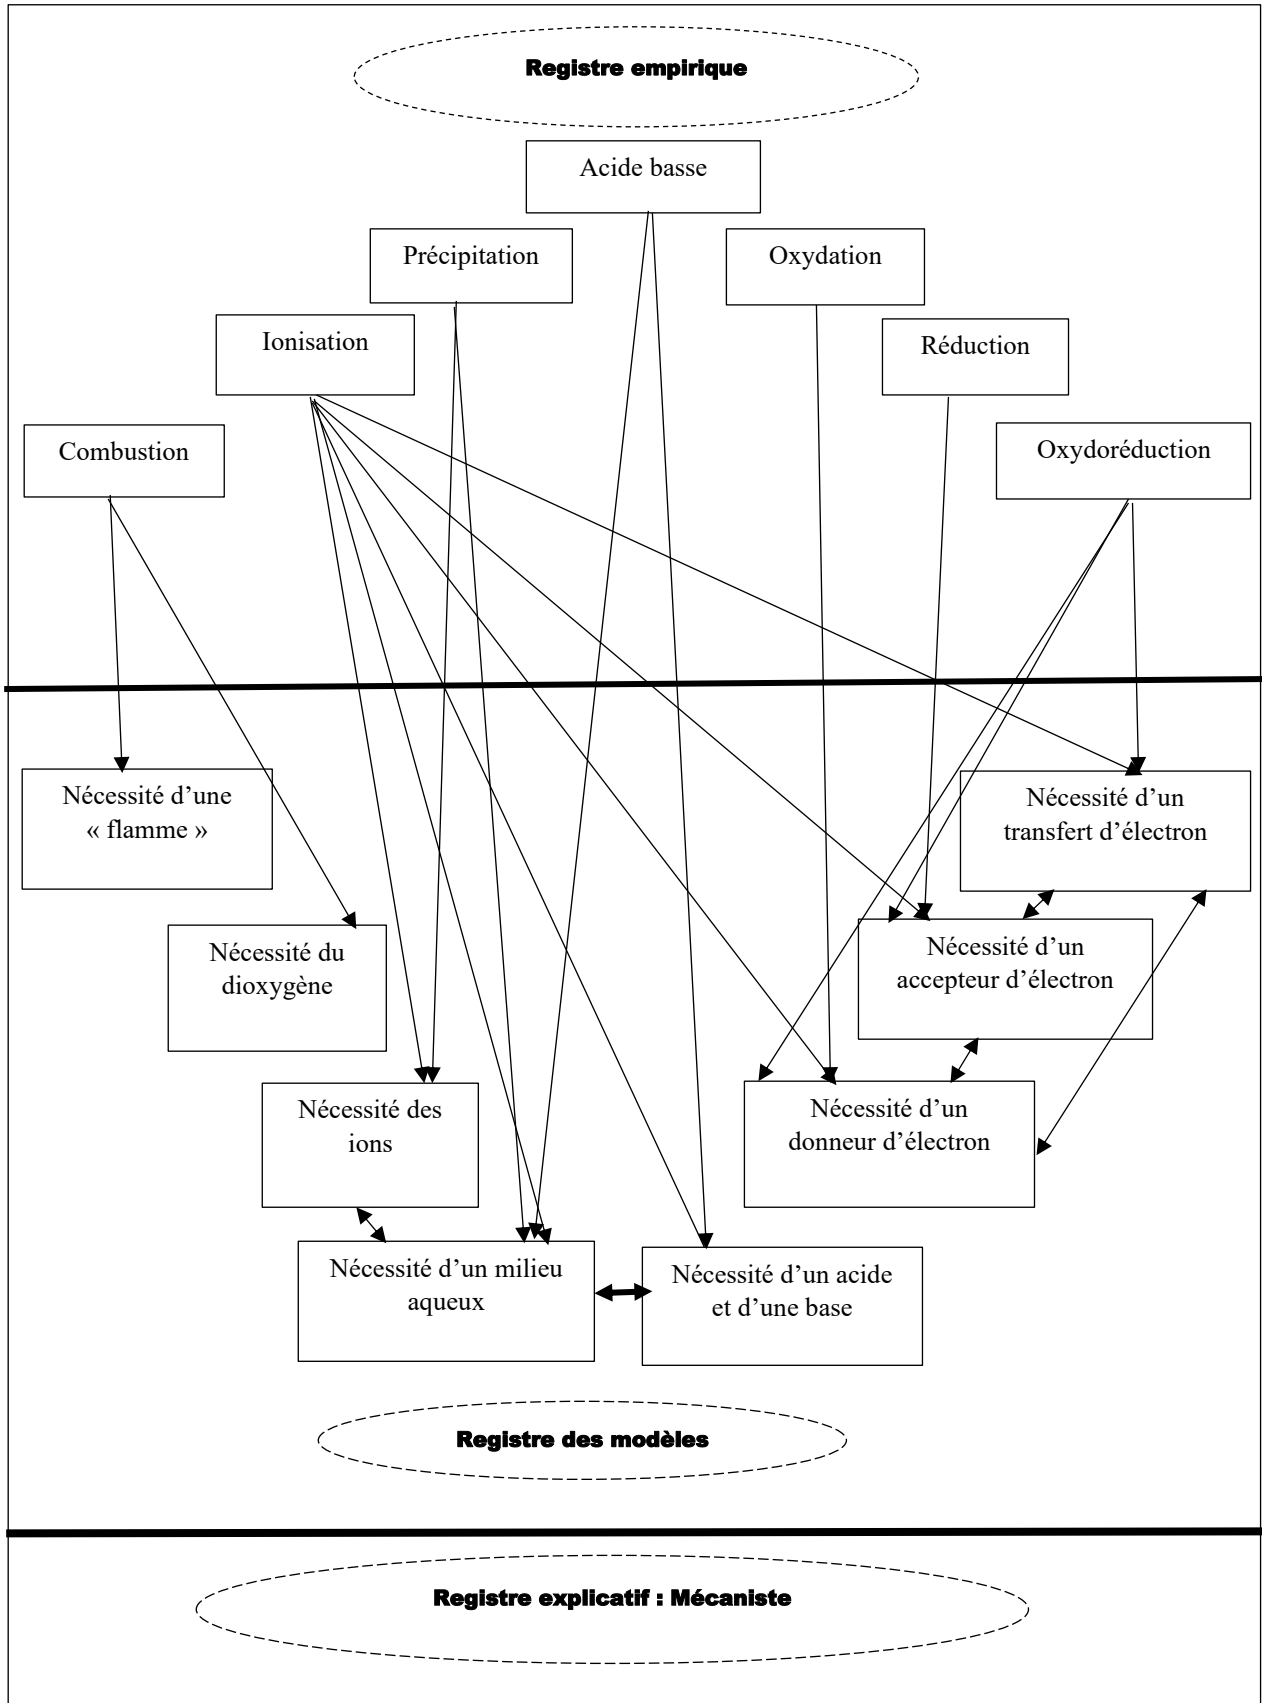 Registre empirique
Acide basse
Précipitation
Oxydation
Ionisation
Réduction
Combustion
Oxydoréduction
Nécessité d’une
« flamme »
Nécessité d’un
transfert d’électron
Nécessité du
dioxygène
Nécessité d’un
accepteur d’électron
Nécessité des
ions
Nécessité d’un
donneur d’électron
Nécessité d’un milieu
aqueux
Nécessité d’un acide
et d’une base
Registre des modèles
Registre explicatif : Mécaniste